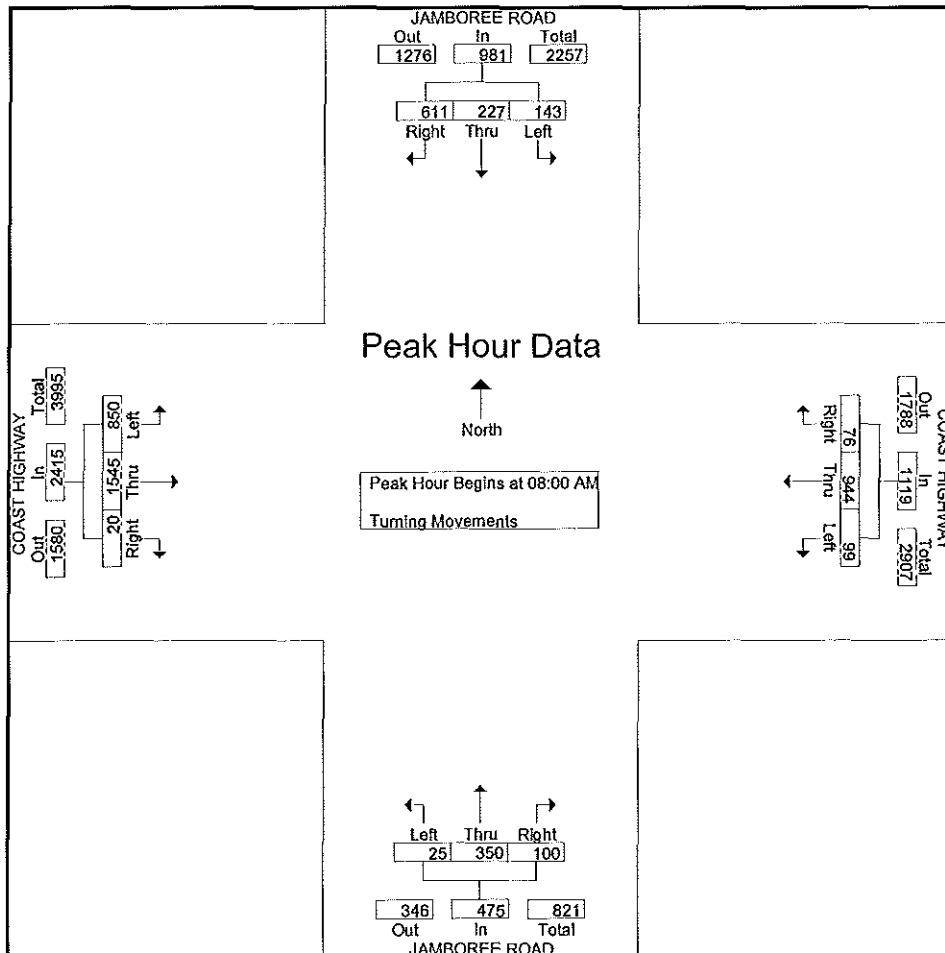 JAMBOREE ROAD
Out In Total
1276 981 2257
611 227 143
Right Thru Left
Peak Hour Data
North
Peak Hour Begins at 08:00 AM
Turning Movements
COAST HIGHWAY
Out In Total
1580 2415 3995
20 1545 850
Right Thru Left
COAST HIGHWAY
Out In Total
1788 1119 2907
76 944 99
Right Thru Left
Left Thru Right
25 350 100
346 475 821
Out In Total
JAMBOREE ROAD